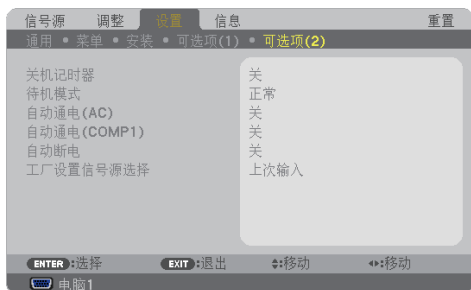 信号源 调整 设置 信息 重置
通用 • 菜单 • 安装 • 可选项(1) • 可选项(2)
关机记时器 关
待机模式 正常
自动通电(AC) 关
自动通电(COMP1) 关
自动断电 关
工厂设置信号源选择 上次输入
ENTER:选择 EXIT:退出 :移动 :移动
电脑1